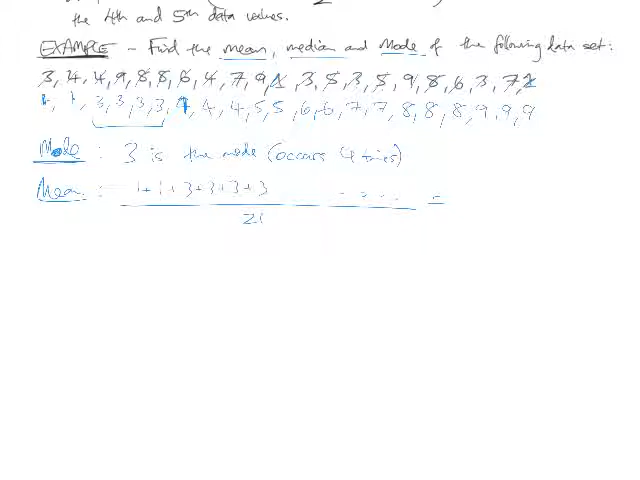 the 4th and 5th data values.
EXAMPLE - Find the mean, median and Mode of the following data set:
3, 4, 4, 9, 8, 8, 6, 4, 7, 9, 1, 3, 5, 3, 5, 9, 8, 6, 3, 7, 1
1, 1, 3, 3, 3, 3, 4, 4, 4, 5, 5, 6, 6, 7, 7, 8, 8, 8, 9, 9, 9
Mode : 3 is the mode (occurs 4 times)
Mean : 1 + 1 + 3 + 3 + 3 + 3 - - - - - =
21